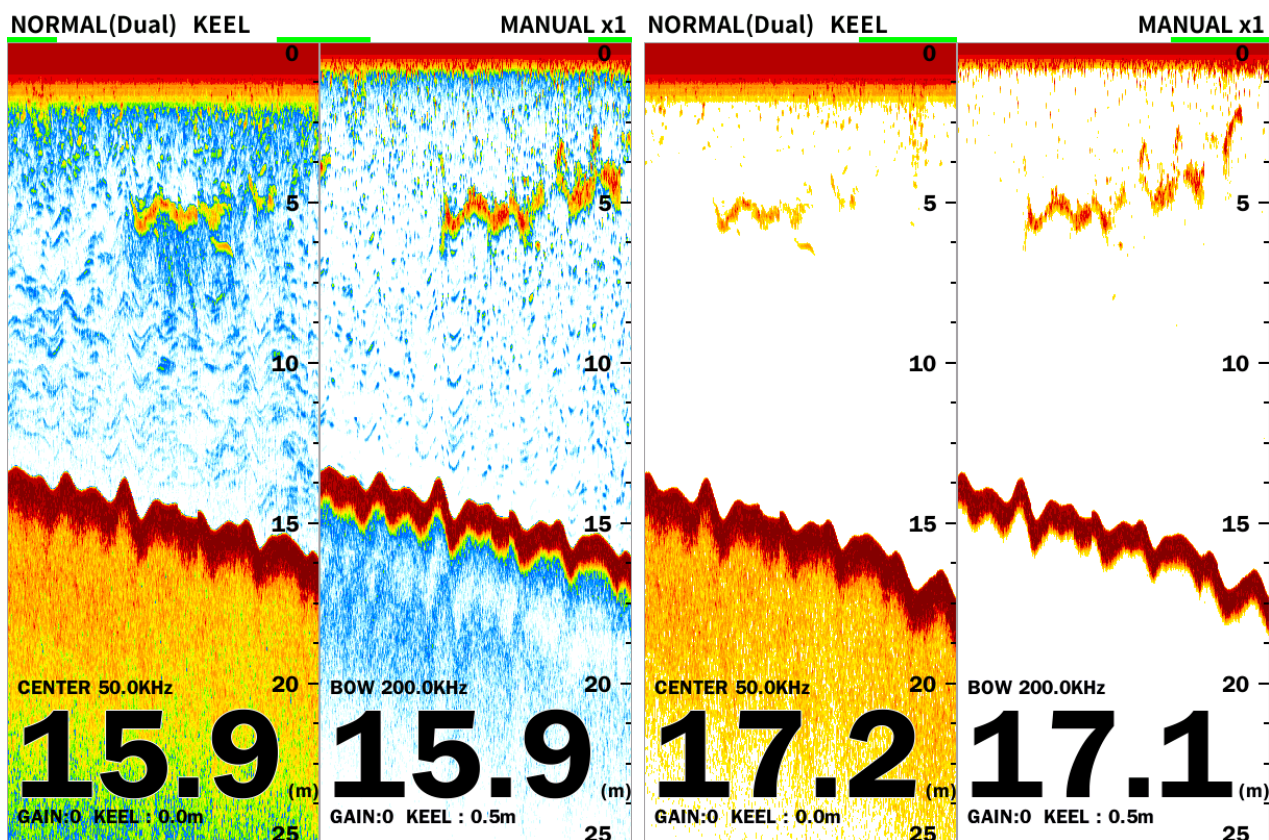 NORMAL(Dual) KEEL MANUAL x1
0 0
5 5
10 10
15 15
CENTER 50.0KHz 20 BOW 200.0KHz 20
15.9 (m) 15.9 (m)
GAIN:0 KEEL : 0.0m GAIN:0 KEEL : 0.5m
25 25
NORMAL(Dual) KEEL MANUAL x1
0 0
5 5
10 10
15 15
CENTER 50.0KHz 20 BOW 200.0KHz 20
17.2 (m) 17.1 (m)
GAIN:0 KEEL : 0.0m GAIN:0 KEEL : 0.5m
25 25